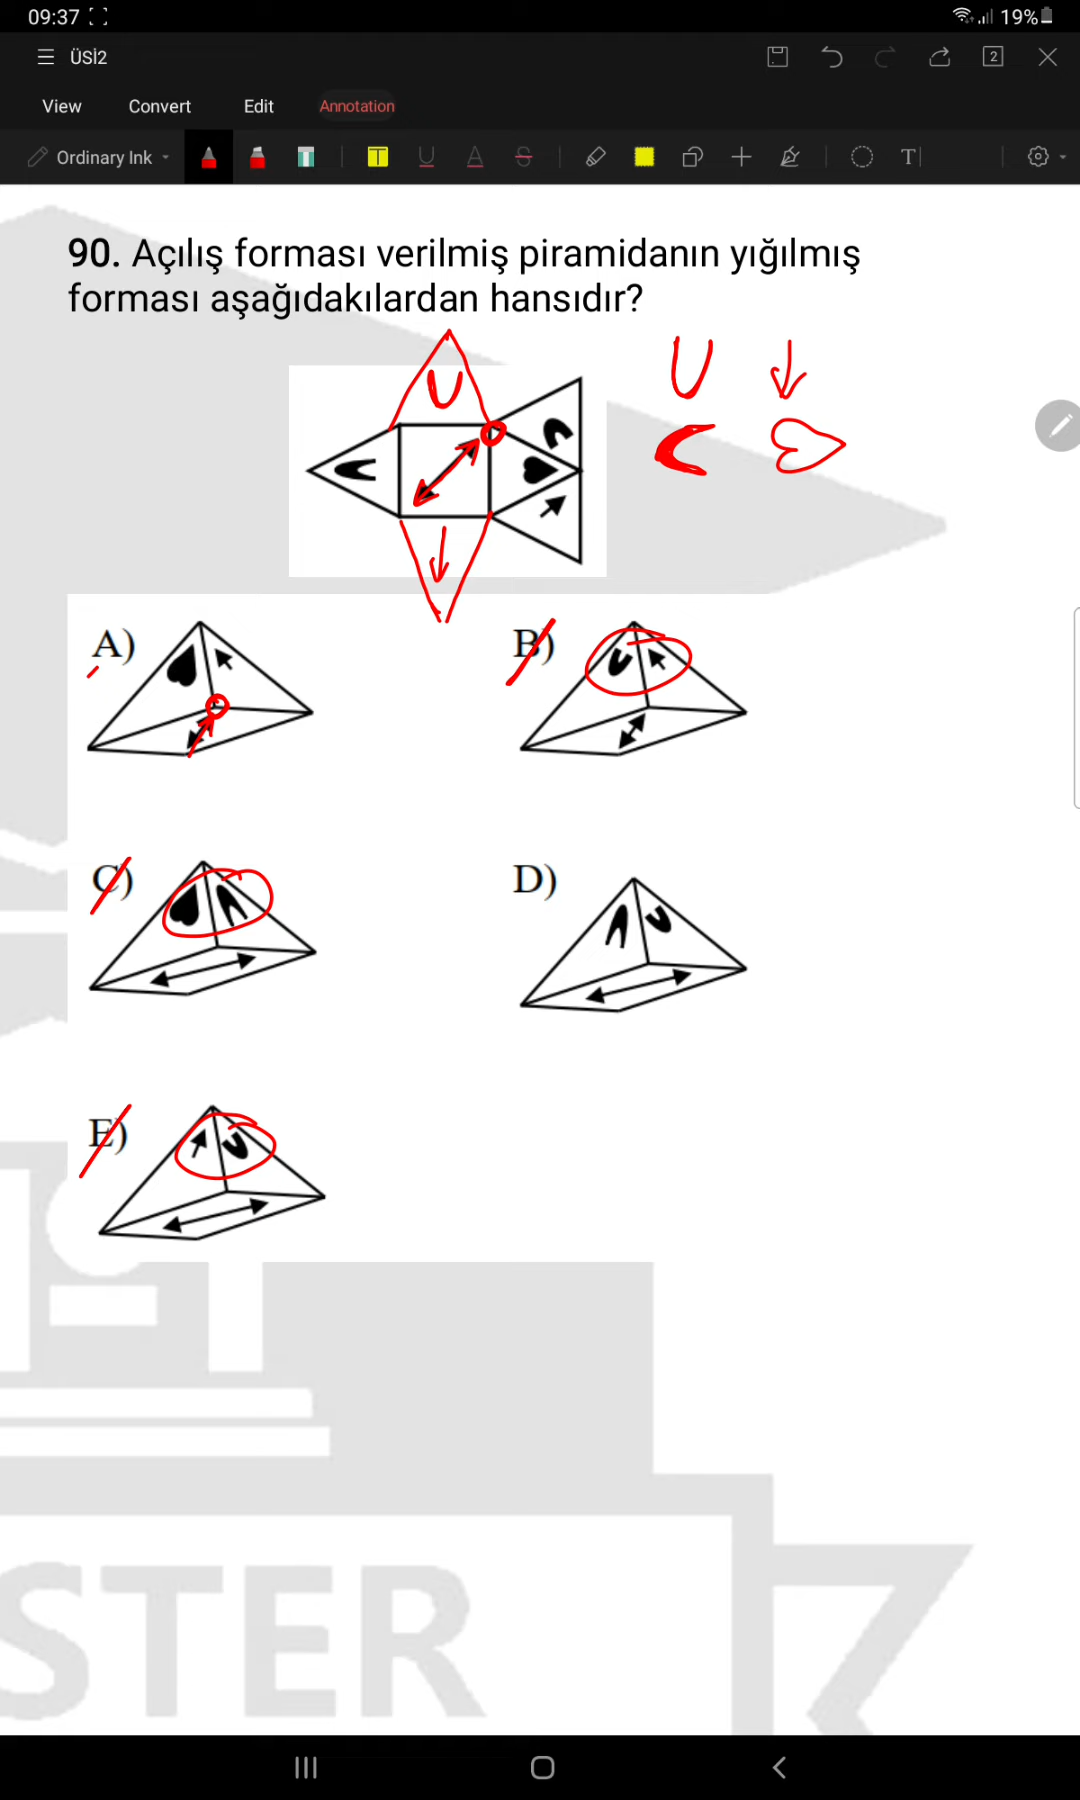 09:37
19%
ÜSİ2
2
View Convert Edit Annotation
Ordinary Ink
T U A S T
90. Açılış forması verilmiş piramidanın yığılmış
forması aşağıdakılardan hansıdır?
U
U
A)
B)
C)
D)
E)
STER